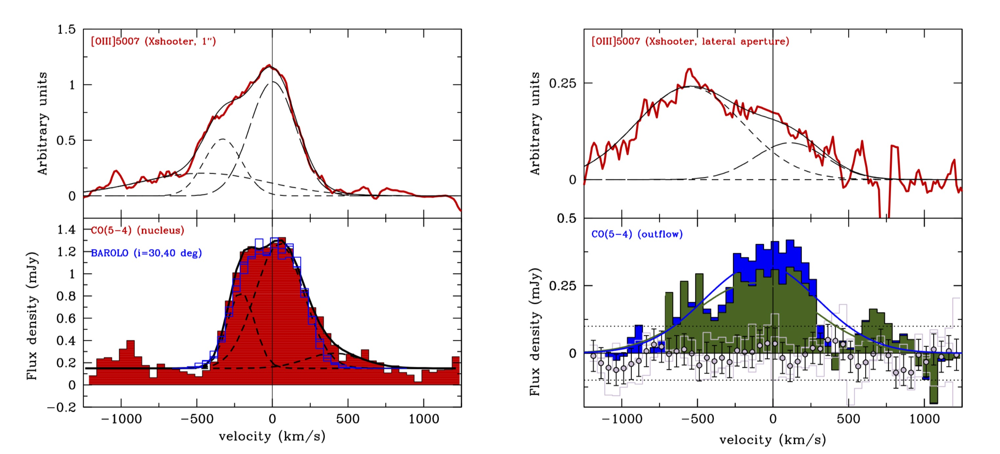 1.5
[OIII]5007 (Xshooter, 1")
1
0.5
0
Arbitrary units
1.4
CO(5-4) (nucleus)
1.2
BAROLO (i=30,40 deg)
1
0.8
0.6
0.4
0.2
0
-0.2
Flux density (mJy)
-1000 -500 0 500 1000
velocity (km/s)
[OIII]5007 (Xshooter, lateral aperture)
0.25
0
Arbitrary units
0.5
CO(5-4) (outflow)
0.25
0
Flux density (mJy)
-1000 -500 0 500 1000
velocity (km/s)